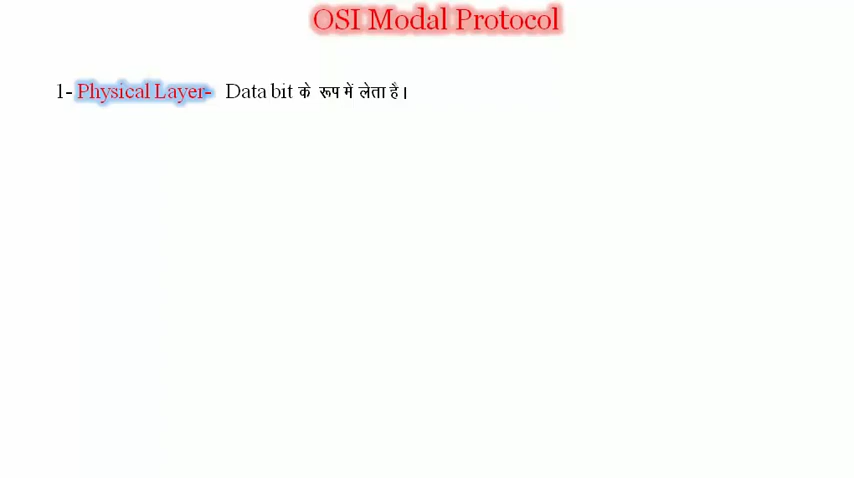 OSI Modal Protocol
1- Physical Layer- Data bit के रूप में लेता है।